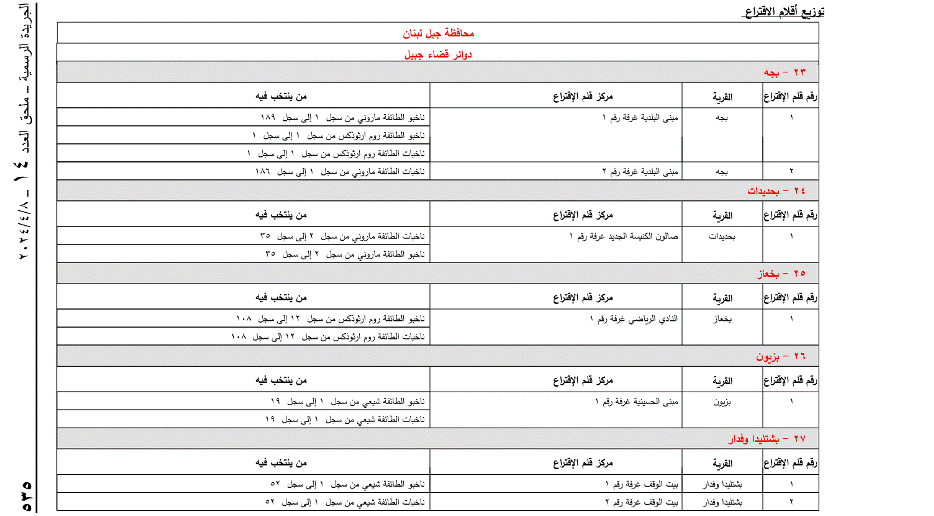 توزيع أقلام الاقتراع
محافظة جبل لبنان
دوائر قضاء جبيل
٢٣ - بجه
رقم قلم الإقتراع القرية مركز قلم الإقتراع من ينتخب فيه
١ بجه مبنى البلدية غرفة رقم ١ ناخبو الطائفة ماروني من سجل ١ إلى سجل ١٨٩
ناخبو الطائفة روم ارثوذكس من سجل ١ إلى سجل ١
ناخبات الطائفة روم ارثوذكس من سجل ١ إلى سجل ١
٢ بجه مبنى البلدية غرفة رقم ٢ ناخبات الطائفة ماروني من سجل ١ إلى سجل ١٨٦
٢٤ - بحديدات
رقم قلم الإقتراع القرية مركز قلم الإقتراع من ينتخب فيه
١ بحديدات صالون الكنيسة الجديد غرفة رقم ١ ناخبات الطائفة ماروني من سجل ٢ إلى سجل ٣٥
ناخبو الطائفة ماروني من سجل ٢ إلى سجل ٣٥
٢٥ - بخعاز
رقم قلم الإقتراع القرية مركز قلم الإقتراع من ينتخب فيه
١ بخعاز النادي الرياضي غرفة رقم ١ ناخبو الطائفة روم ارثوذكس من سجل ١٢ إلى سجل ١٠٨
ناخبات الطائفة روم ارثوذكس من سجل ١٢ إلى سجل ١٠٨
٢٦ - بزيون
رقم قلم الإقتراع القرية مركز قلم الإقتراع من ينتخب فيه
١ بزيون مبنى الحسينية غرفة رقم ١ ناخبو الطائفة شيعي من سجل ١ إلى سجل ١٩
ناخبات الطائفة شيعي من سجل ١ إلى سجل ١٩
٢٧ - بشتليدا وفدار
رقم قلم الإقتراع القرية مركز قلم الإقتراع من ينتخب فيه
١ بشتليدا وفدار بيت الوقف غرفة رقم ١ ناخبو الطائفة شيعي من سجل ١ إلى سجل ٥٢
٢ بشتليدا وفدار بيت الوقف غرفة رقم ٢ ناخبات الطائفة شيعي من سجل ١ إلى سجل ٥٢
الجريدة الرسمية – ملحق العدد ١٤ – ٢٠٢٤/٤/٨
٥٣٥